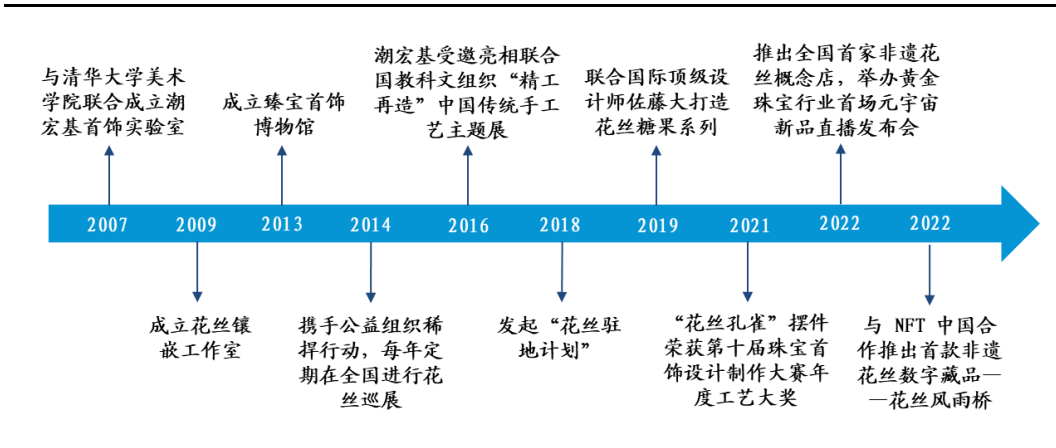 与清华大学美术
学院联合成立潮
宏基首饰实验室
成立臻宝首饰
博物馆
潮宏基受邀亮相联合
国教科文组织“精工
再造”中国传统手工
艺主题展
联合国际顶级设
计师佐藤大打造
花丝糖果系列
推出全国首家非遗花
丝概念店，举办黄金
珠宝行业首场元宇宙
新品直播发布会
2007 2009 2013 2014 2016 2018 2019 2021 2022 2022
成立花丝镶
嵌工作室
携手公益组织稀
捍行动，每年定
期在全国进行花
丝巡展
发起“花丝驻
地计划”
“花丝孔雀”摆件
荣获第十届珠宝首
饰设计制作大赛年
度工艺大奖
与 NFT 中国合
作推出首款非遗
花丝数字藏品—
—花丝风雨桥